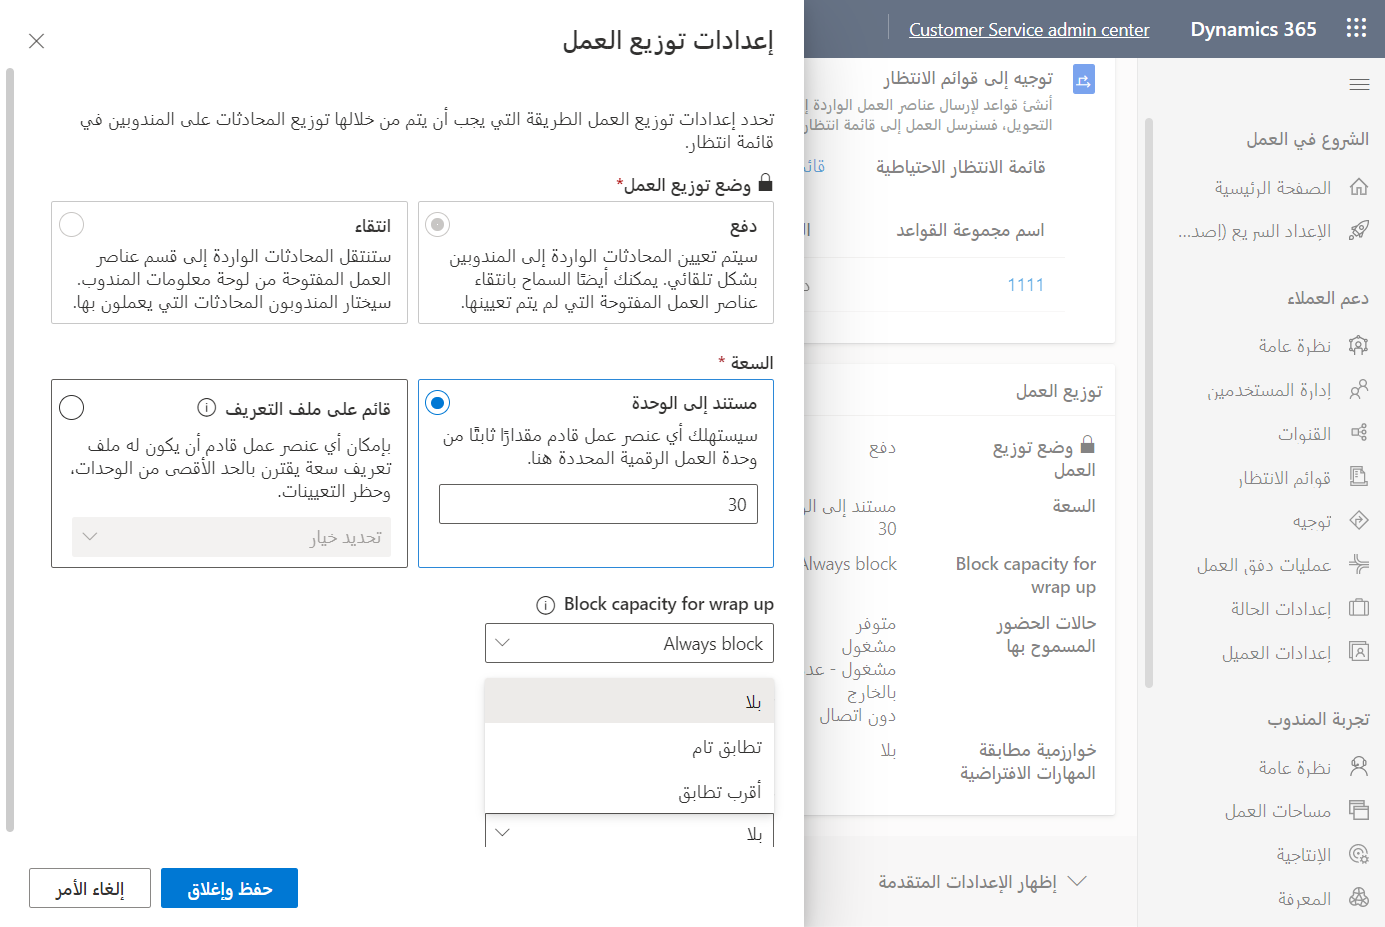 Dynamics 365
Customer Service admin center
الشروع في العمل
الصفحة الرئيسية
الإعداد السريع (إصد...
دعم العملاء
نظرة عامة
إدارة المستخدمين
القنوات
قوائم الانتظار
توجيه
عمليات دفق العمل
إعدادات الحالة
إعدادات العميل
تجربة المندوب
نظرة عامة
مساحات العمل
الإنتاجية
المعرفة
توجيه إلى قوائم الانتظار
أنشئ قواعد لإرسال عناصر العمل الواردة
التحويل، فسنرسل العمل إلى قائمة انتظار
قائمة الانتظار الاحتياطية
اسم مجموعة القواعد
1111
توزيع العمل
وضع توزيع العمل
دفع
السعة
مستند إلى
30
Block capacity for wrap up
Always block
حالات الحضور المسموح بها
متوفر
مشغول
مشغول - عد
بالخارج
دون اتصال
خوارزمية مطابقة المهارات الافتراضية
بلا
إظهار الإعدادات المتقدمة
إعدادات توزيع العمل
تحدد إعدادات توزيع العمل الطريقة التي يجب أن يتم من خلالها توزيع المحادثات على المندوبين في
قائمة انتظار.
وضع توزيع العمل*
دفع
سيتم تعيين المحادثات الواردة إلى المندوبين
بشكل تلقائي. يمكنك أيضًا السماح بانتقاء
عناصر العمل المفتوحة التي لم يتم تعيينها.
انتقاء
ستنتقل المحادثات الواردة إلى قسم عناصر
العمل المفتوحة من لوحة معلومات المندوب.
سيختار المندوبون المحادثات التي يعملون بها.
السعة *
مستند إلى الوحدة
سيستهلك أي عنصر عمل قادم مقدارًا ثابتًا من
وحدة العمل الرقمية المحددة هنا.
30
قائم على ملف التعريف
بإمكان أي عنصر عمل قادم أن يكون له ملف
تعريف سعة يقترن بالحد الأقصى من الوحدات،
وحظر التعيينات.
تحديد خيار
Block capacity for wrap up
Always block
بلا
تطابق تام
أقرب تطابق
بلا
حفظ وإغلاق
إلغاء الأمر